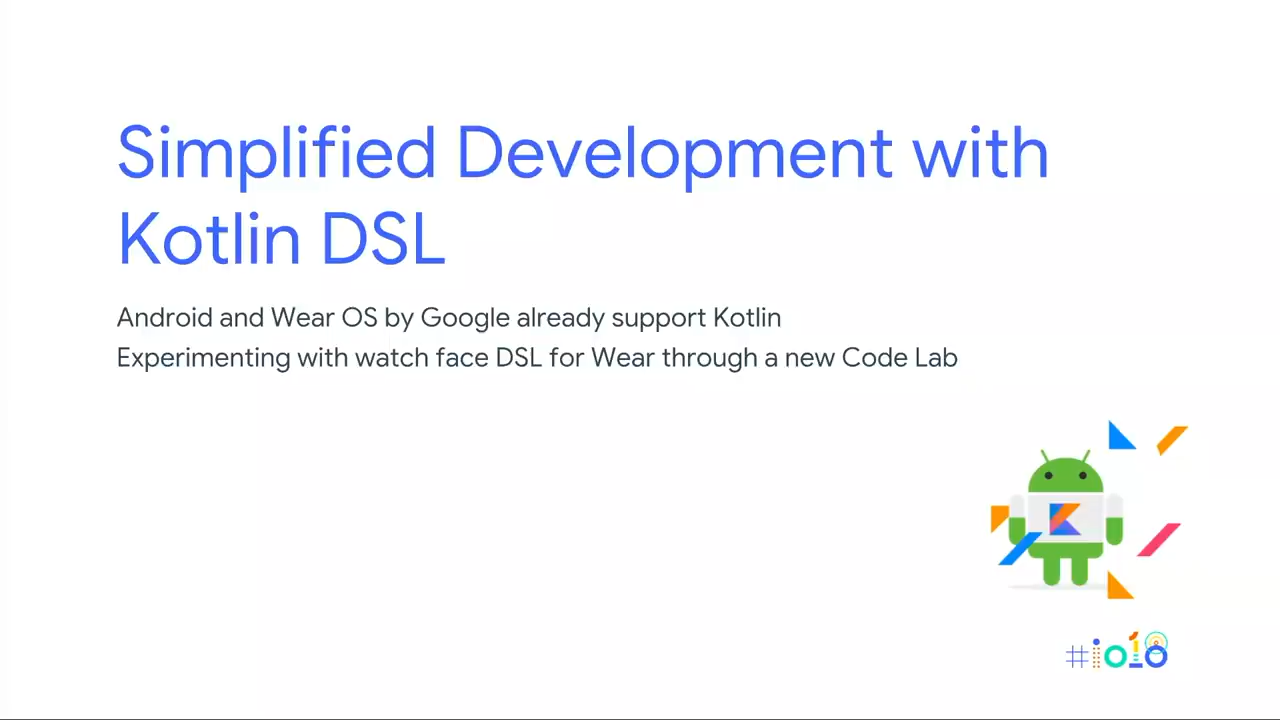 Simplified Development with
Kotlin DSL
Android and Wear OS by Google already support Kotlin
Experimenting with watch face DSL for Wear through a new Code Lab
#io18